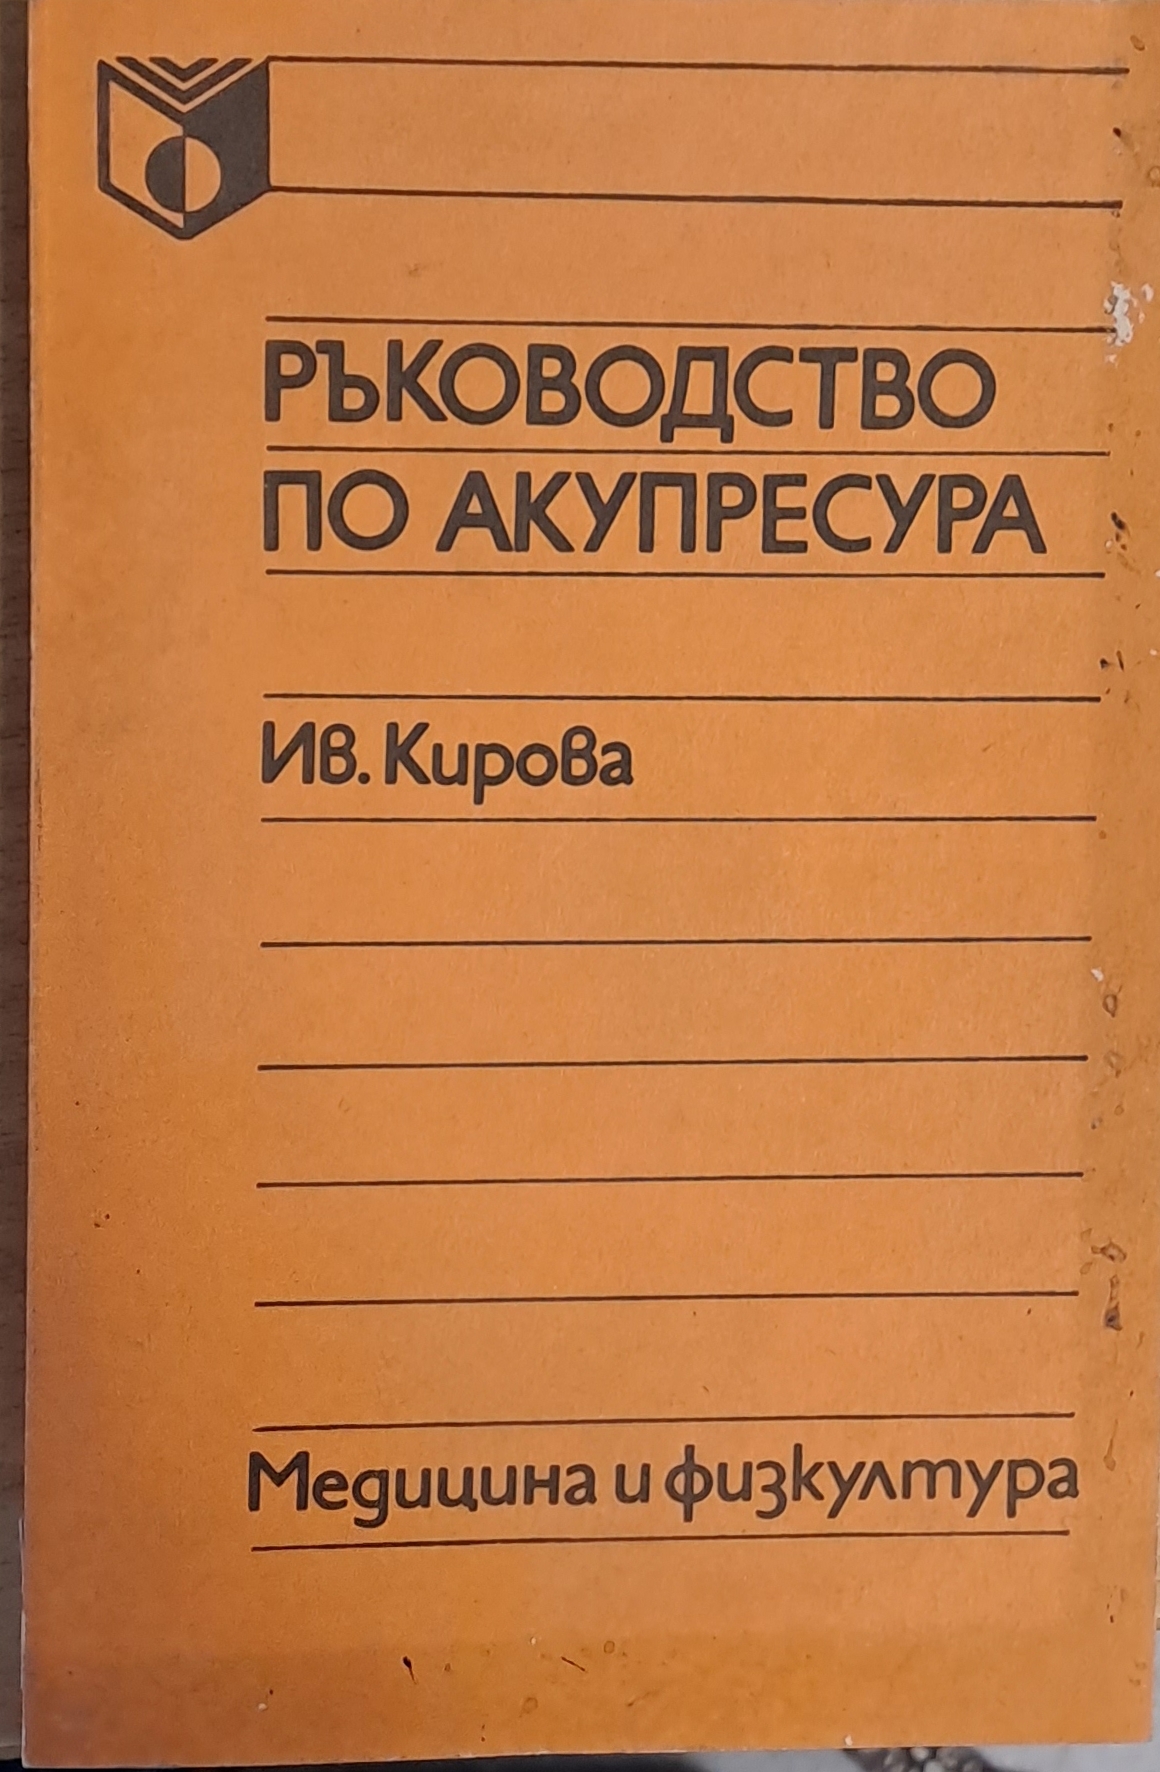 РЪКОВОДСТВО
ПО АКУПРЕСУРА
Ив. Кирова
Медицина и физкултура